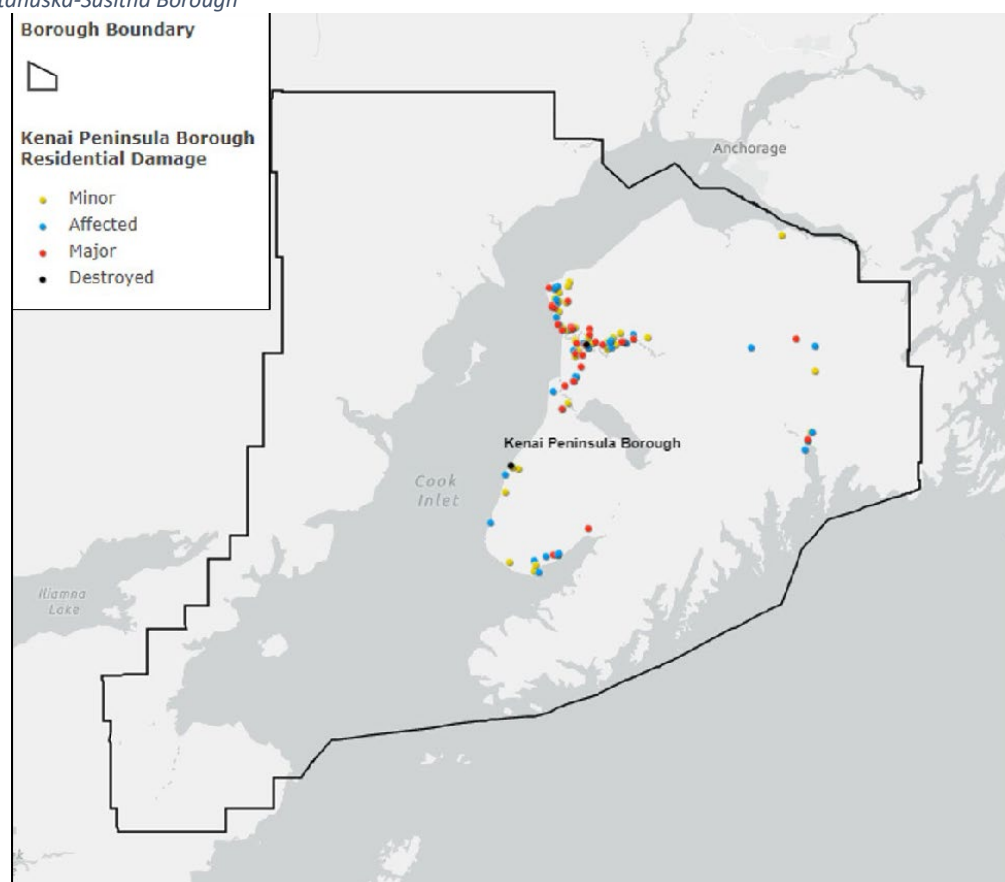 Borough Boundary
Kenai Peninsula Borough
Residential Damage
Minor
Affected
Major
Destroyed
Anchorage
Kenai Peninsula Borough
Cook
Inlet
Iliamna
Lake